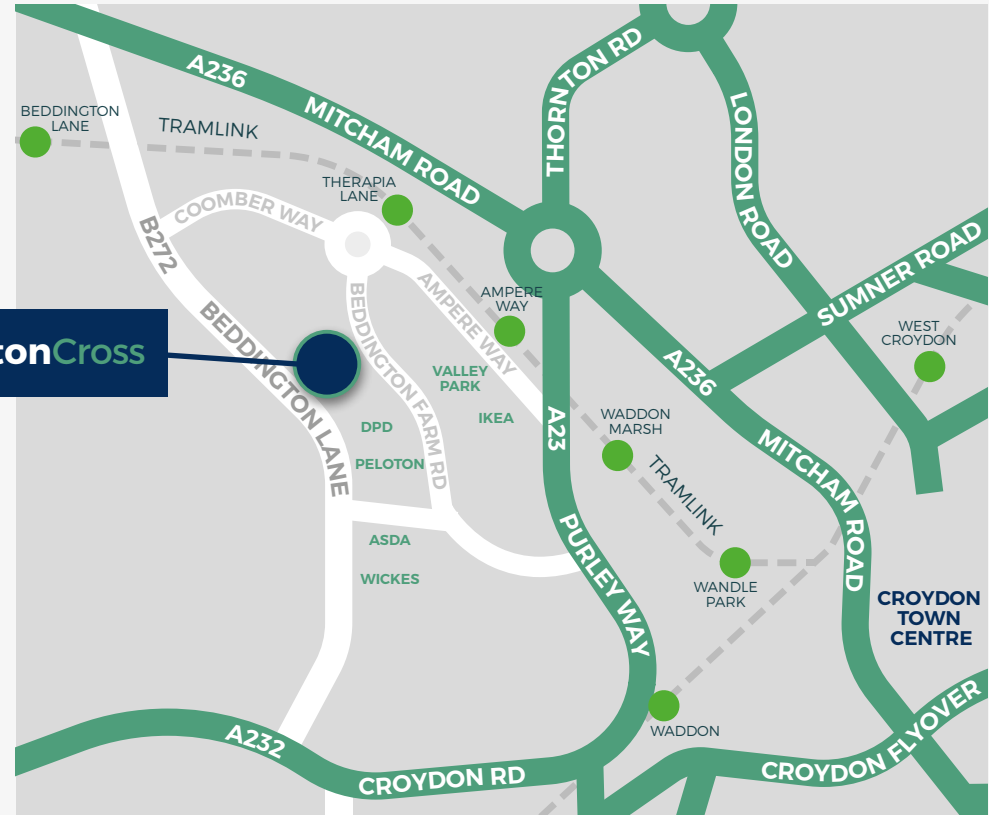 A236
MITCHAM ROAD
THORNTON RD
LONDON ROAD
BEDDINGTON
LANE
TRAMLINK
THERAPIA
LANE
COOMBER WAY
B272
SUMNER ROAD
AMPERE
WAY
AMPERE WAY
BEDDINGTON FARM RD
BEDDINGTON LANE
tonCross
WEST
CROYDON
A236
VALLEY
PARK
IKEA
DPD
PELOTON
A23
WADDON
MARSH
TRAMLINK
MITCHAM ROAD
ASDA
WICKES
PURLEY WAY
WANDLE
PARK
CROYDON
TOWN
CENTRE
WADDON
A232
CROYDON RD
CROYDON FLYOVER